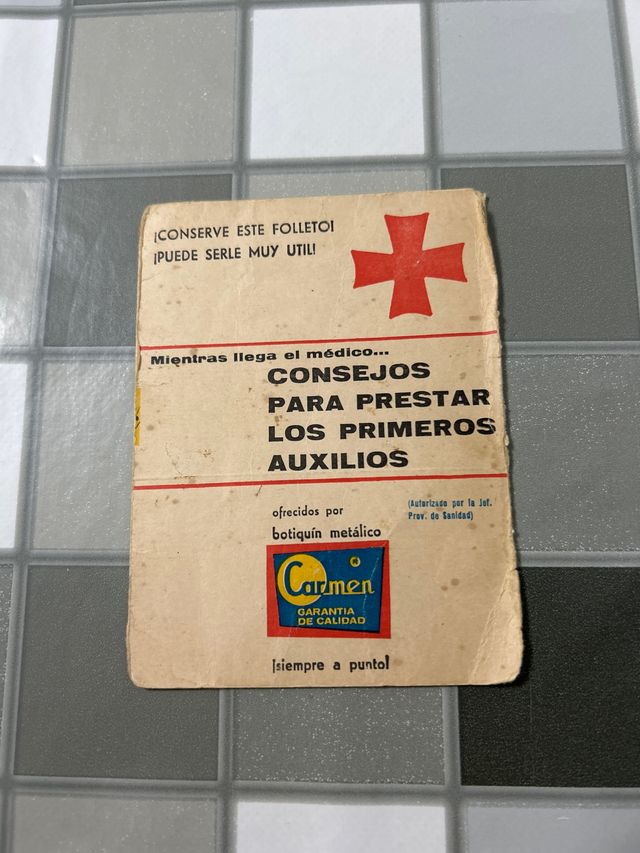 ¡CONSERVE ESTE FOLLETO!
¡PUEDE SERLE MUY UTIL!
Mientras llega el médico...
CONSEJOS
PARA PRESTAR
LOS PRIMEROS
AUXILIOS
ofrecidos por
botiquín metálico
(Autorizado por la Jef.
Prov. de Sanidad)
Carmen
GARANTIA
DE CALIDAD
¡siempre a punto!